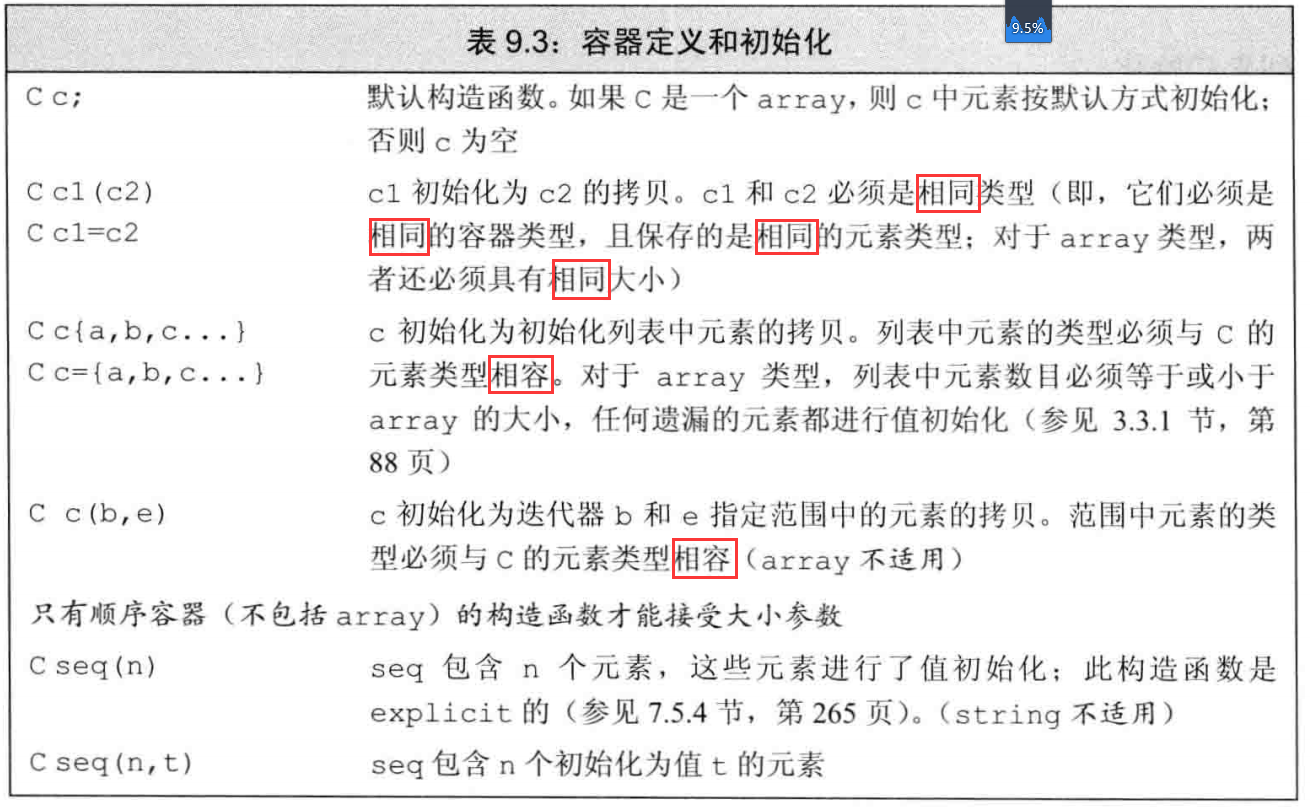 9.5%
表 9.3：容器定义和初始化
C c; 默认构造函数。如果 C 是一个 array，则 c 中元素按默认方式初始化；
否则 c 为空
C c1(c2) c1 初始化为 c2 的拷贝。c1 和 c2 必须是相同类型（即，它们必须是
C c1=c2 相同的容器类型，且保存的是相同的元素类型；对于 array 类型，两
者还必须具有相同大小）
C c{a,b,c...} c 初始化为初始化列表中元素的拷贝。列表中元素的类型必须与 C 的
C c={a,b,c...} 元素类型相容。对于 array 类型，列表中元素数目必须等于或小于
array 的大小，任何遗漏的元素都进行值初始化（参见 3.3.1 节，第
88 页）
C c(b,e) c 初始化为迭代器 b 和 e 指定范围中的元素的拷贝。范围中元素的类
型必须与 C 的元素类型相容（array 不适用）
只有顺序容器（不包括 array）的构造函数才能接受大小参数
C seq(n) seq 包含 n 个元素，这些元素进行了值初始化；此构造函数是
explicit 的（参见 7.5.4 节，第 265 页）。（string 不适用）
C seq(n,t) seq 包含 n 个初始化为值 t 的元素